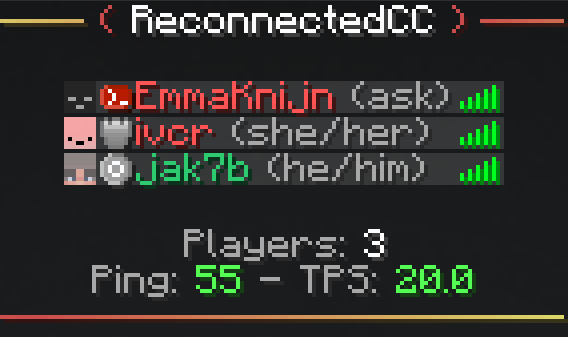 ( ReconnectedCC )
EmmaKnijn (ask)
ivcr (she/her)
jak7b (he/him)
Players: 3
Ping: 55 - TPS: 20.0